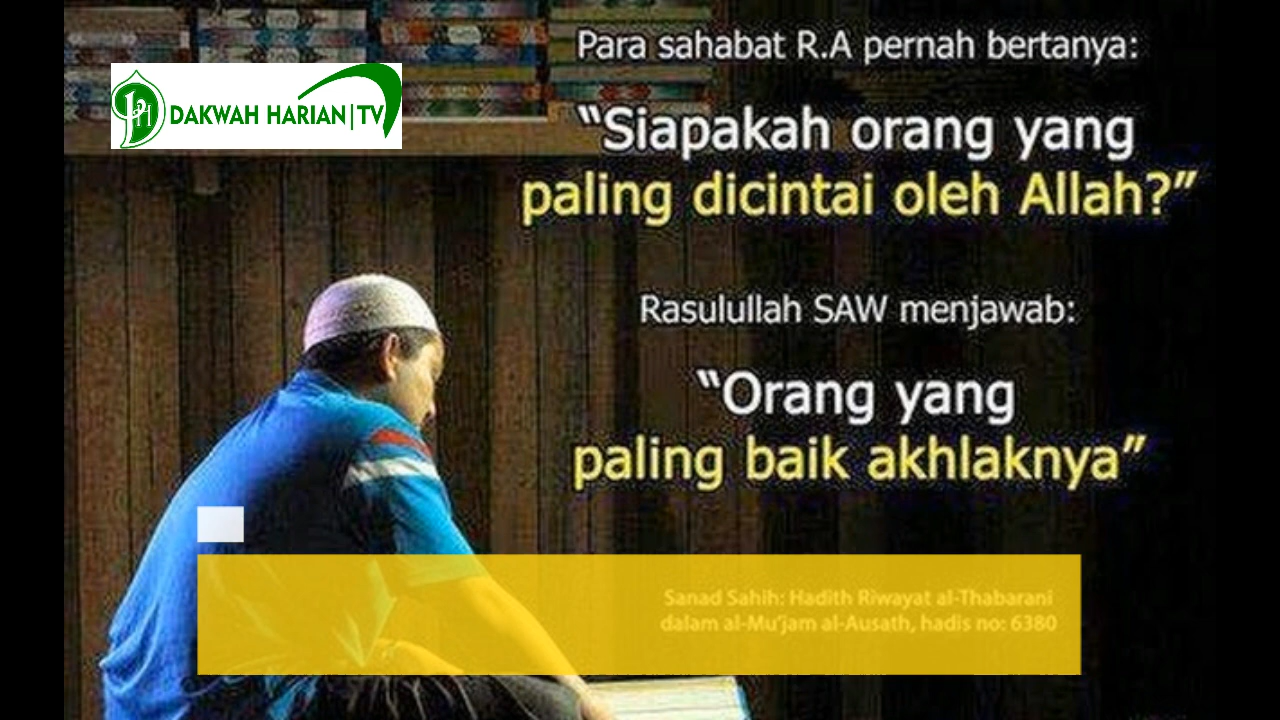 DAKWAH HARIAN|TV
Para sahabat R.A pernah bertanya:
"Siapakah orang yang
paling dicintai oleh Allah?"
Rasulullah SAW menjawab:
"Orang yang
paling baik akhlaknya"
Sanad Sahih: Hadith Riwayat al-Thabarani
dalam al-Mu'jam al-Ausath, hadis no: 6380